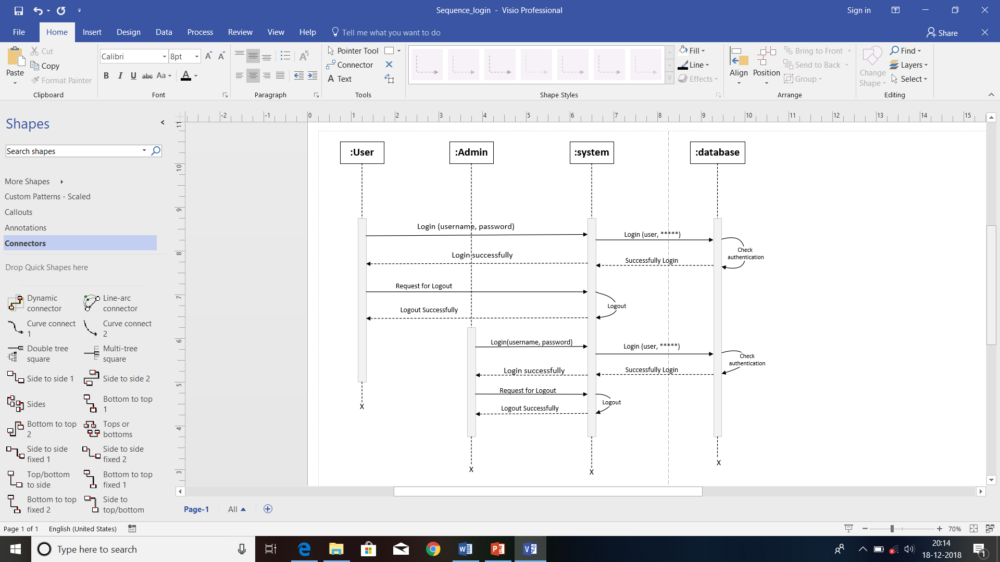 Sequence_login - Visio Professional
Sign in
File Home Insert Design Data Process Review View Help Tell me what you want to do
Share
Paste
Cut
Copy
Format Painter
Clipboard
Calibri 8pt A A
B I U abc Aa A
Font
A
Paragraph
Pointer Tool
Connector
A Text
Tools
Shape Styles
Fill
Line
Effects
Align
Position
Bring to Front
Send to Back
Group
Arrange
Change
Shape
Find
Layers
Select
Editing
Shapes
Search shapes
More Shapes
Custom Patterns - Scaled
Callouts
Annotations
Connectors
Drop Quick Shapes here
Dynamic
connector
Line-arc
connector
Curve connect
1
Curve connect
2
Double tree
square
Multi-tree
square
Side to side 1
Side to side 2
Sides
Bottom to top
1
Bottom to top
2
Tops or
bottoms
Side to side
fixed 1
Side to side
fixed 2
Top/bottom
to side
Bottom to top
fixed 1
Bottom to top
fixed 2
Side to
top/bottom
-2 -1 0 1 2 3 4 5 6 7 8 9 10 11 12 13 14 15
11
10
9
8
7
6
5
4
3
:User
:Admin
:system
:database
Login (username, password)
Login (user, *****)
Check
authentication
Login successfully
Successfully Login
Request for Logout
Logout
Logout Successfully
Login(username, password)
Login (user, *****)
Check
authentication
Login successfully
Successfully Login
Request for Logout
Logout
Logout Successfully
X
X
X
X
Page-1 All
Page 1 of 1 English (United States)
70%
Type here to search
20:14
18-12-2018
1